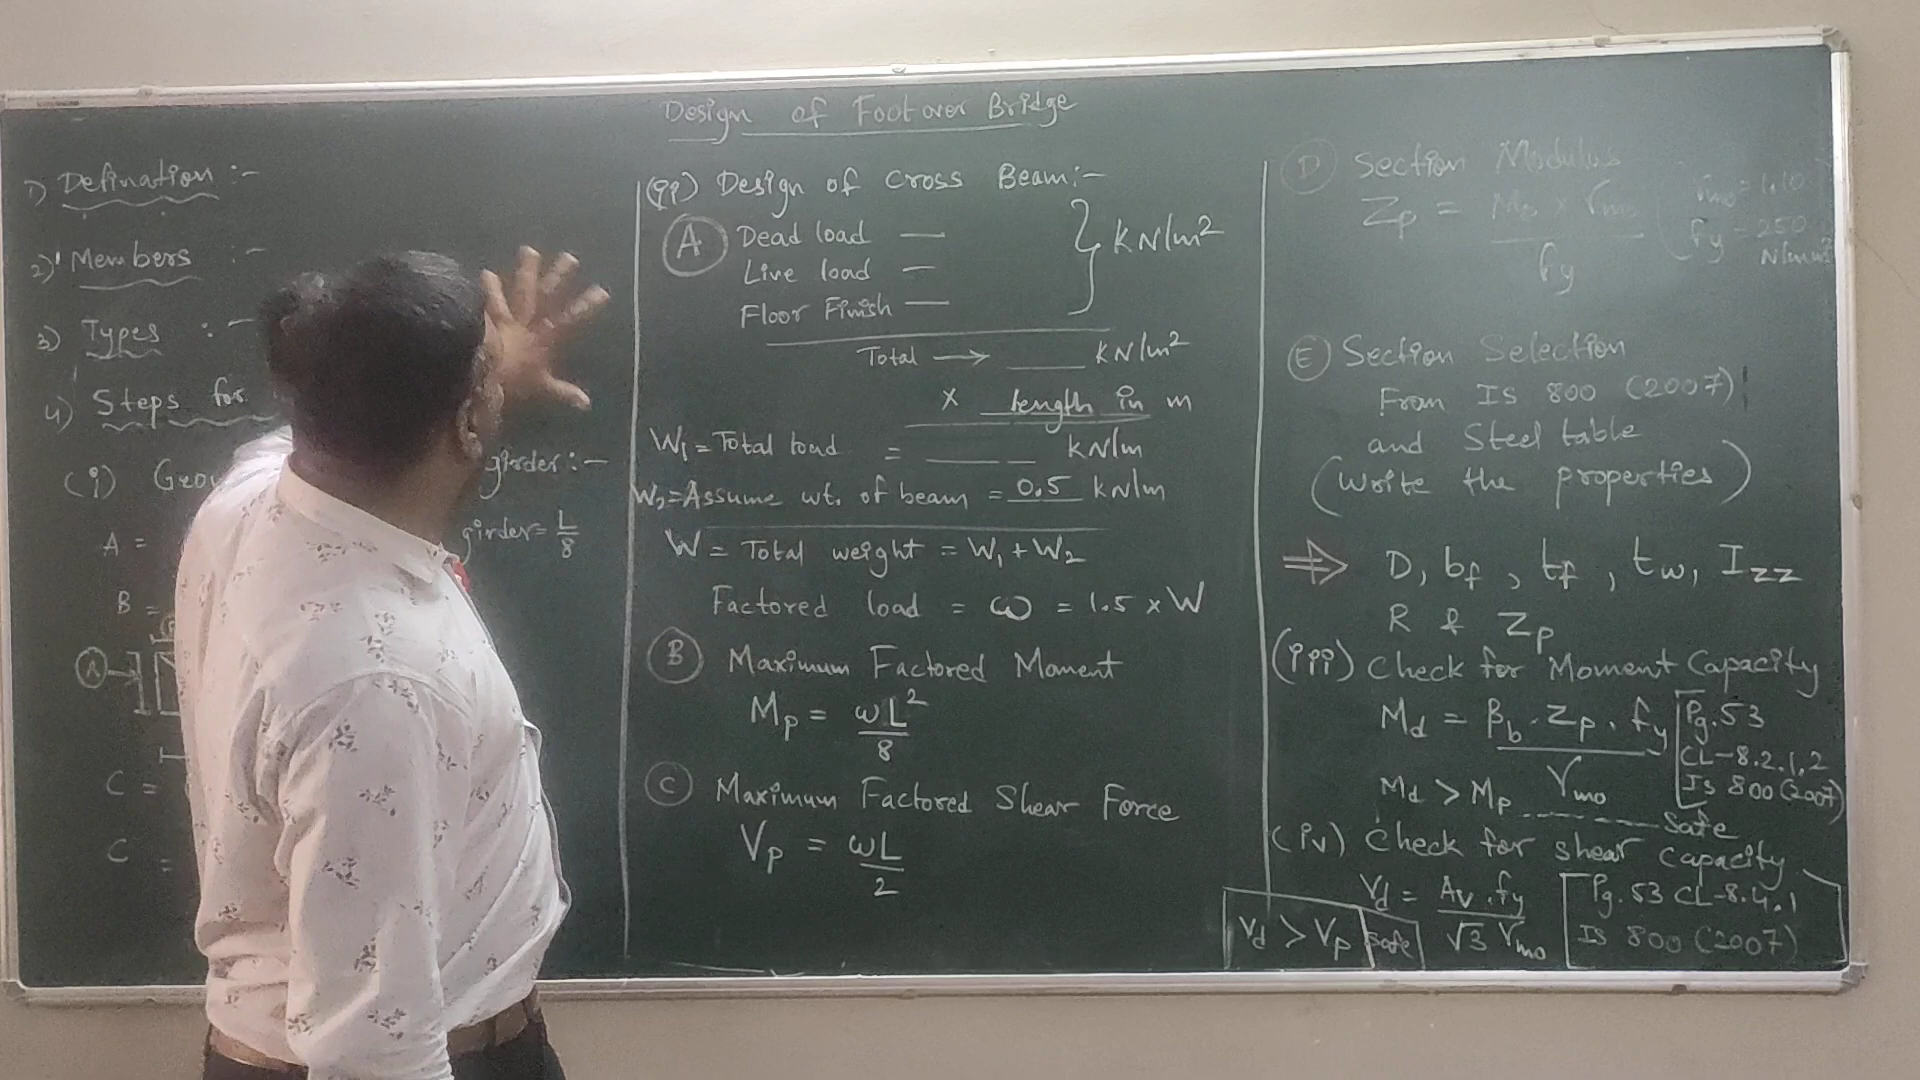 Design of Foot over Bridge
1) Defination :-
2) Members :-
3) Types :-
4) Steps for
(i)
girder :-
A =
girder = L/8
B =
A
C =
C =
(ii) Design of Cross Beam :-
A Dead load —
Live load —
Floor Finish —
} kN/m²
Total → ___ kN/m²
x length in m
W₁ = Total load = ___ kN/m
W₂ = Assume wt. of beam = 0.5 kN/m
W = Total weight = W₁ + W₂
Factored load = ω = 1.5 x W
B Maximum Factored Moment
Mp = ωL²/8
C Maximum Factored Shear Force
Vp = ωL/2
D Section Modulus
Zp = Mp x γmo / fy
γmo = 1.10
fy = 250 N/mm²
E Section Selection
From IS 800 (2007)
and Steel table
(Write the properties)
⇒ D, bf, tf, tw, Izz
R & Zp
(iii) Check for Moment Capacity
Md = βb . Zp . fy / γmo
[Pg. 53
CL-8.2.1.2
Is 800 (2007)
Md > Mp ------ Safe
(iv) Check for shear capacity
Vd = Av . fy / √3 γmo
[Pg. 53 CL-8.4.1
Is 800 (2007)]
Vd > Vp safe